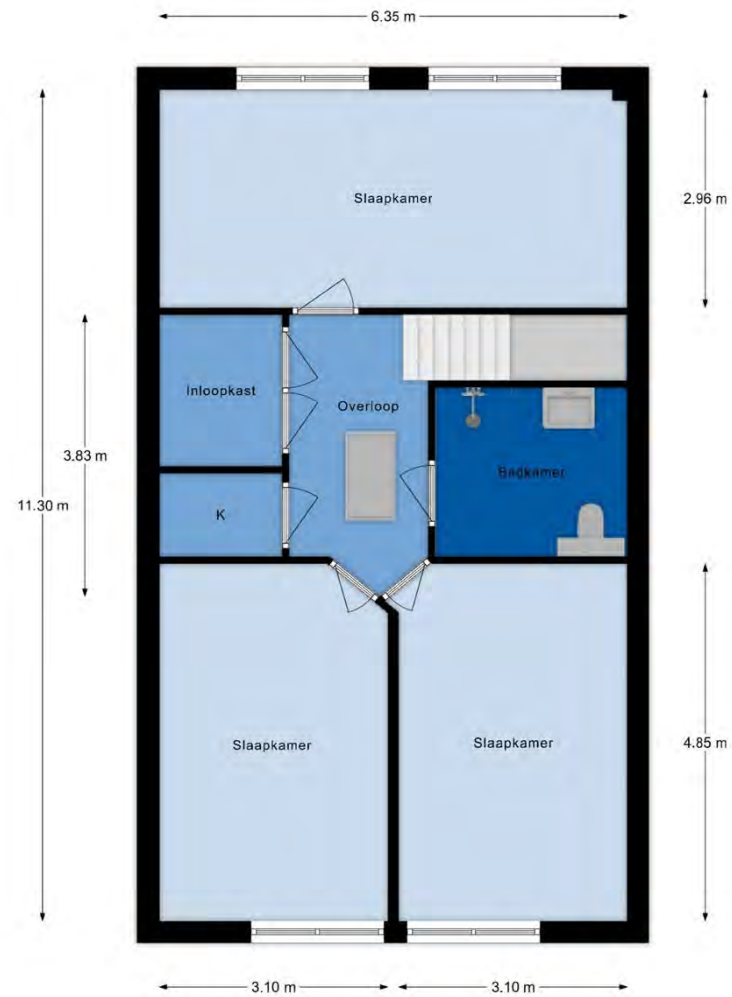 6.35 m
Slaapkamer
2.96 m
Inloopkast
Overloop
3.83 m
Badkamer
11.30 m
K
Slaapkamer
Slaapkamer
4.85 m
3.10 m
3.10 m